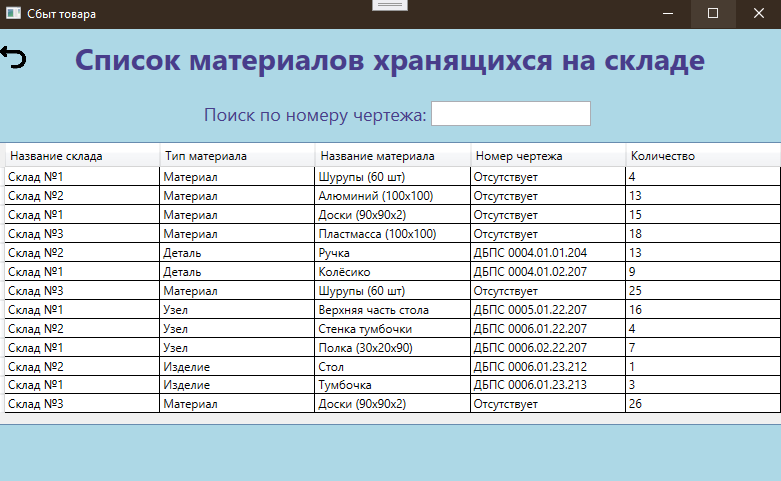 Сбыт товара
Список материалов хранящихся на складе
Поиск по номеру чертежа:
Название склада Тип материала Название материала Номер чертежа Количество
Склад №1 Материал Шурупы (60 шт) Отсутствует 4
Склад №2 Материал Алюминий (100x100) Отсутствует 13
Склад №1 Материал Доски (90x90x2) Отсутствует 15
Склад №3 Материал Пластмасса (100x100) Отсутствует 18
Склад №2 Деталь Ручка ДБПС 0004.01.01.204 13
Склад №1 Деталь Колёсико ДБПС 0004.01.02.207 9
Склад №3 Материал Шурупы (60 шт) Отсутствует 25
Склад №1 Узел Верхняя часть стола ДБПС 0005.01.22.207 16
Склад №2 Узел Стенка тумбочки ДБПС 0006.01.22.207 4
Склад №1 Узел Полка (30x20x90) ДБПС 0006.02.22.207 7
Склад №2 Изделие Стол ДБПС 0006.01.23.212 1
Склад №1 Изделие Тумбочка ДБПС 0006.01.23.213 3
Склад №3 Материал Доски (90x90x2) Отсутствует 26